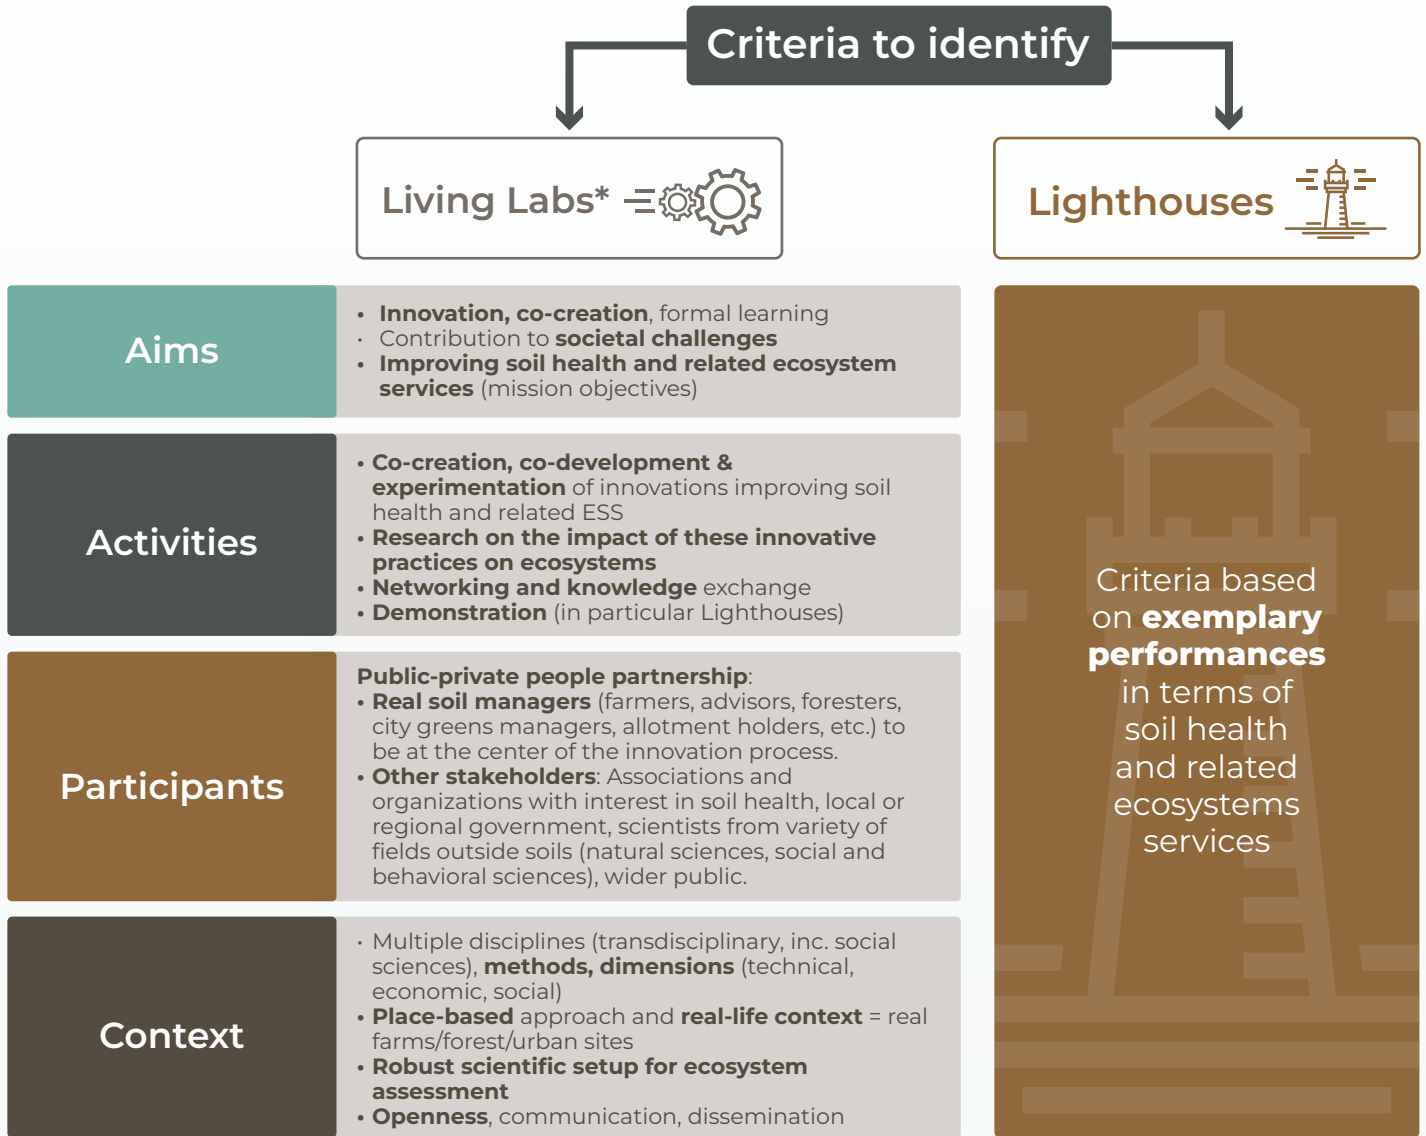 Criteria to identify
Living Labs*
Lighthouses
Aims
• Innovation, co-creation, formal learning
• Contribution to societal challenges
• Improving soil health and related ecosystem
services (mission objectives)
Activities
• Co-creation, co-development &
experimentation of innovations improving soil
health and related ESS
• Research on the impact of these innovative
practices on ecosystems
• Networking and knowledge exchange
• Demonstration (in particular Lighthouses)
Participants
Public-private people partnership:
• Real soil managers (farmers, advisors, foresters,
city greens managers, allotment holders, etc.) to
be at the center of the innovation process.
• Other stakeholders: Associations and
organizations with interest in soil health, local or
regional government, scientists from variety of
fields outside soils (natural sciences, social and
behavioral sciences), wider public.
Context
• Multiple disciplines (transdisciplinary, inc. social
sciences), methods, dimensions (technical,
economic, social)
• Place-based approach and real-life context = real
farms/forest/urban sites
• Robust scientific setup for ecosystem
assessment
• Openness, communication, dissemination
Criteria based
on exemplary
performances
in terms of
soil health
and related
ecosystems
services